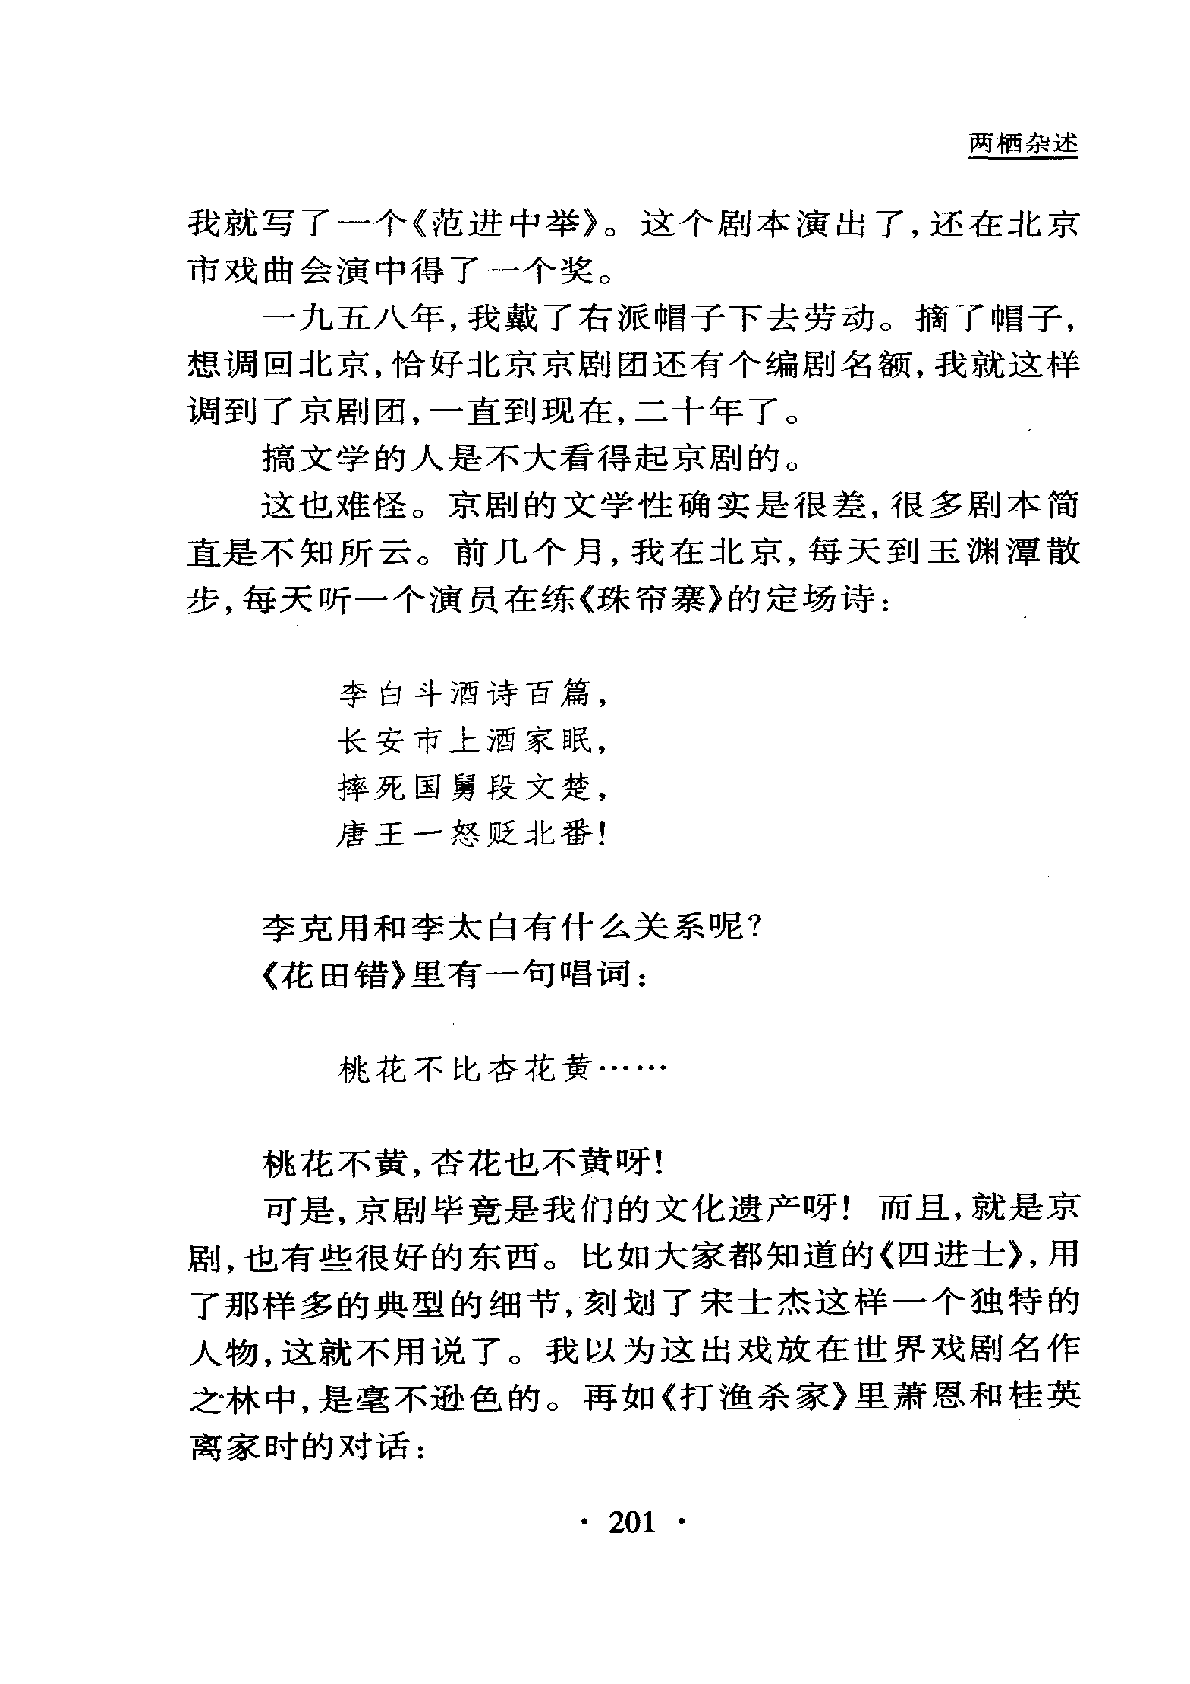 两栖杂述
我就写了一个《范进中举》。这个剧本演出了,还在北京
市戏曲会演中得了一个奖。
一九五八年,我戴了右派帽子下去劳动。摘了帽子,
想调回北京,恰好北京京剧团还有个编剧名额,我就这样
调到了京剧团,一直到现在,二十年了。
搞文学的人是不大看得起京剧的。
这也难怪。京剧的文学性确实是很差,很多剧本简
直是不知所云。前几个月,我在北京,每天到玉渊潭散
步,每天听一个演员在练《珠帘寨》的定场诗:
李白斗酒诗百篇,
长安市上酒家眠,
摔死国舅段文楚,
唐王一怒贬北番!
李克用和李太白有什么关系呢?
《花田错》里有一句唱词:
桃花不比杏花黄……
桃花不黄,杏花也不黄呀!
可是,京剧毕竟是我们的文化遗产呀! 而且,就是京
剧,也有些很好的东西。比如大家都知道的《四进士》,用
了那样多的典型的细节,刻划了宋士杰这样一个独特的
人物,这就不用说了。我以为这出戏放在世界戏剧名作
之林中,是毫不逊色的。再如《打渔杀家》里萧恩和桂英
离家时的对话:
· 201 ·